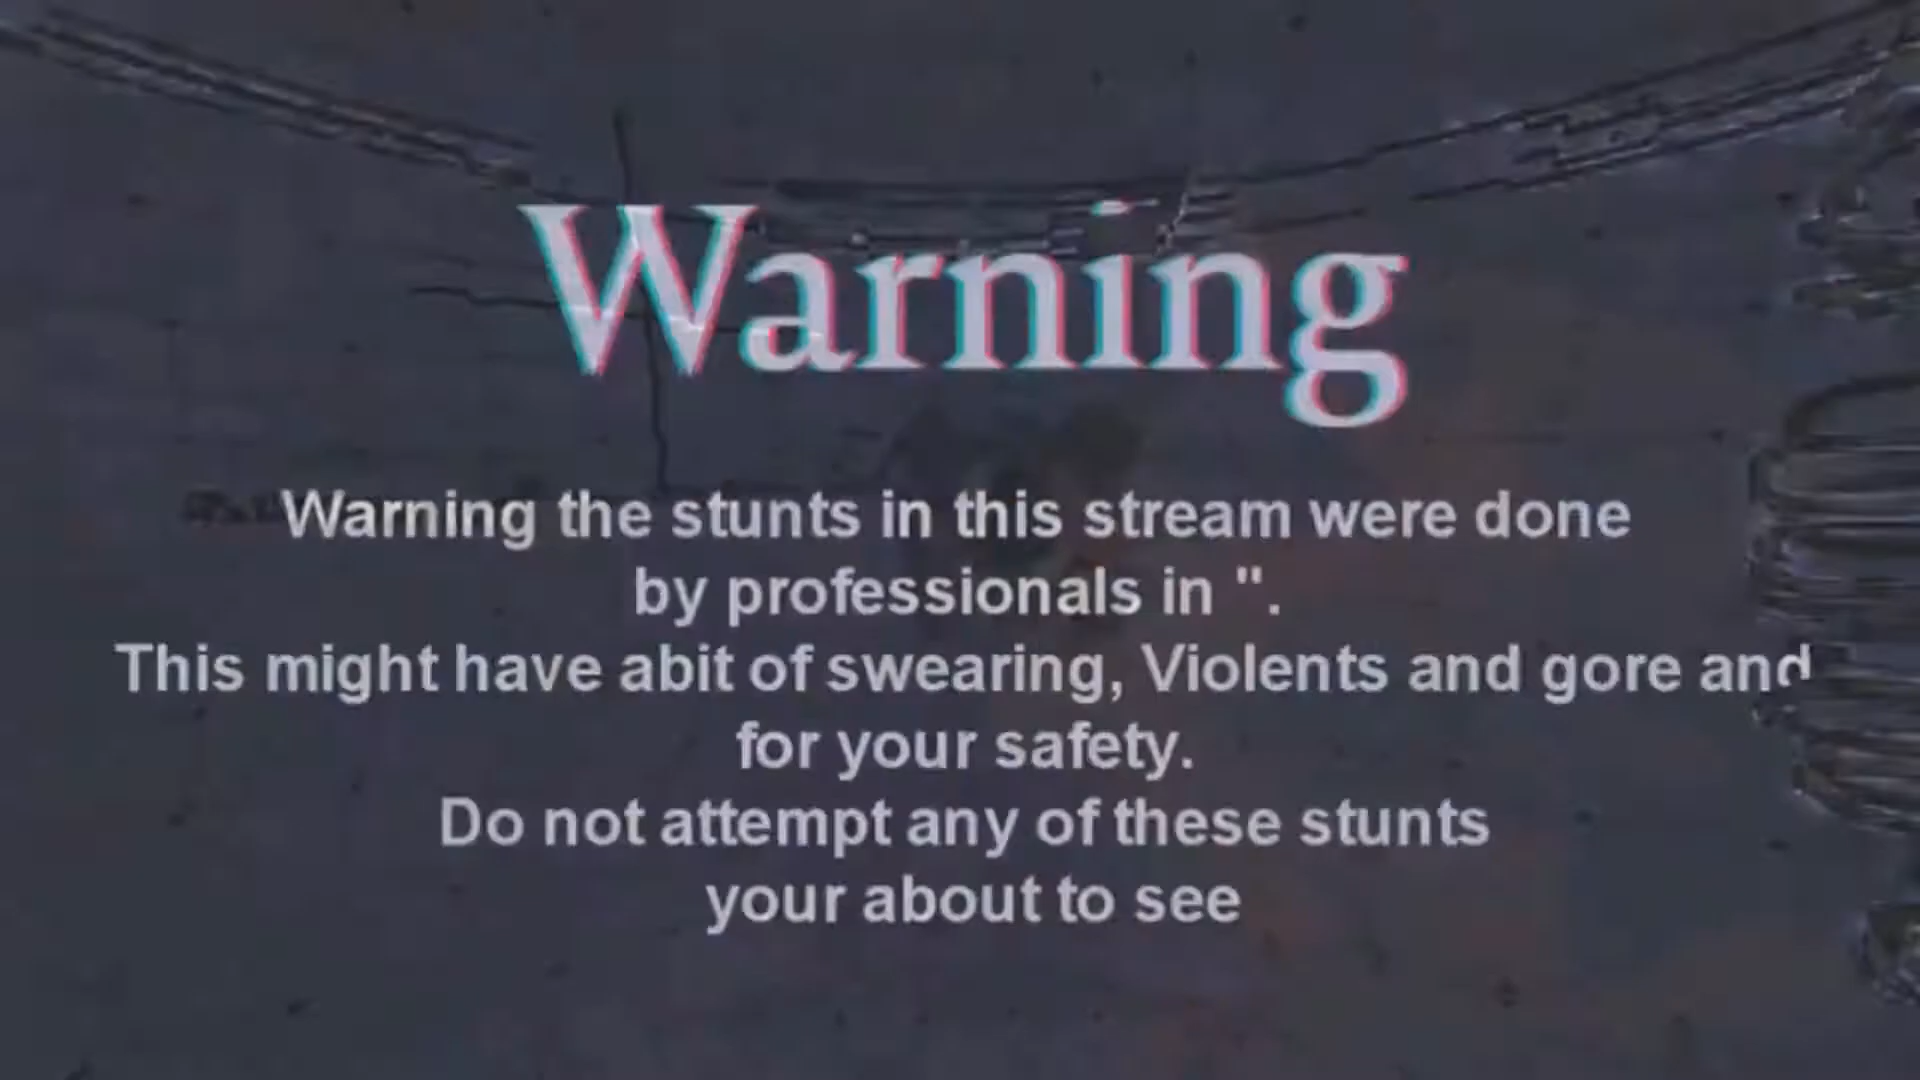 Warning
Warning the stunts in this stream were done
by professionals in ".
This might have abit of swearing, Violents and gore and
for your safety.
Do not attempt any of these stunts
your about to see